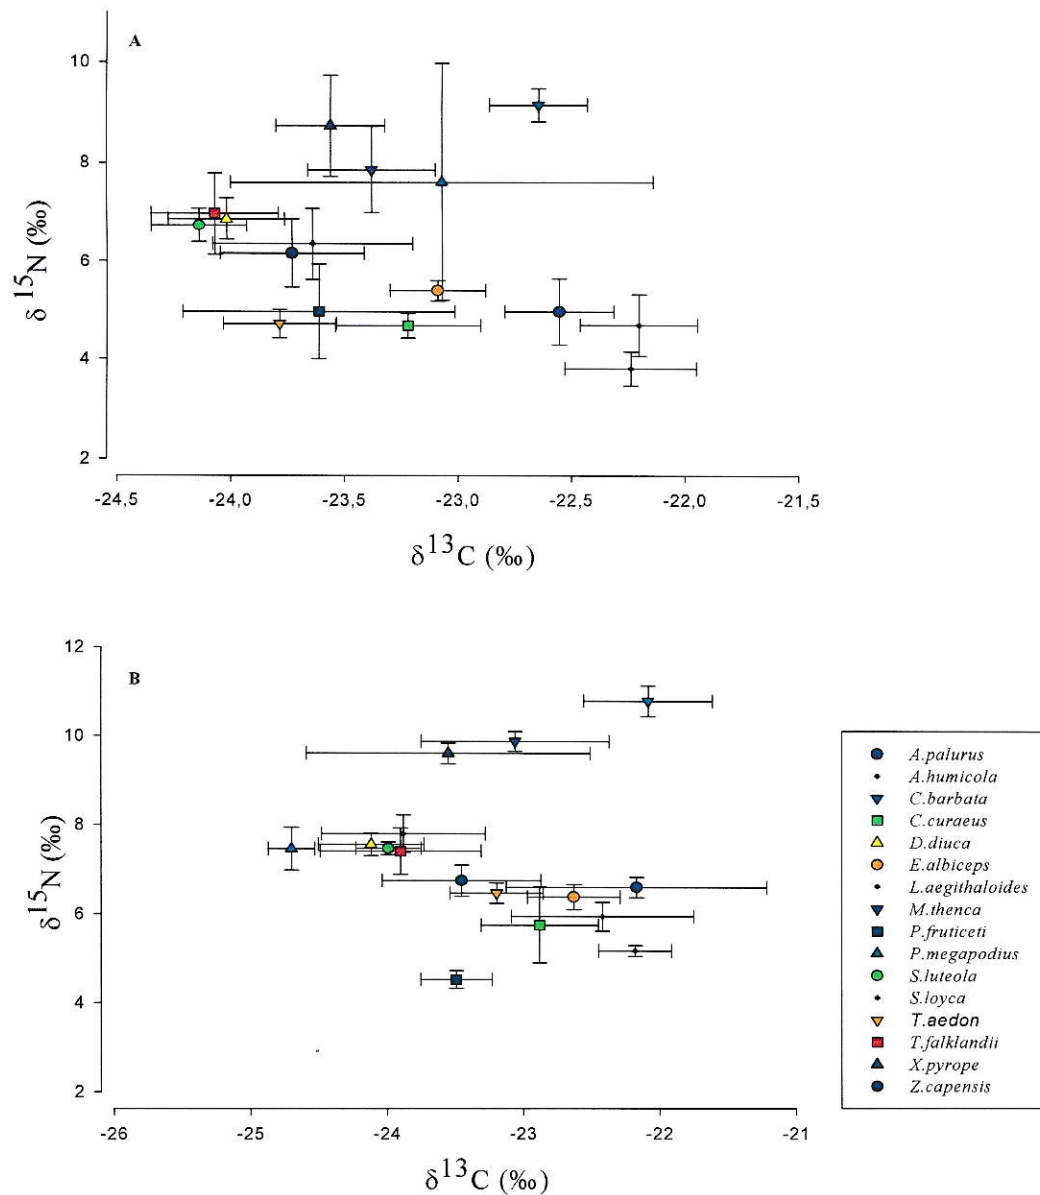 A
10
8
6
4
2
δ 15N (‰)
-24,5 -24,0 -23,5 -23,0 -22,5 -22,0 -21,5
δ13C (‰)
B
12
10
8
6
4
2
δ15N (‰)
-26 -25 -24 -23 -22 -21
δ13C (‰)
A.palurus
A.humicola
C.barbata
C.curaeus
D.diuca
E.albiceps
L.aegithaloides
M.thenca
P.fruticeti
P.megapodius
S.luteola
S.loyca
T.aedon
T.falklandii
X.pyrope
Z.capensis